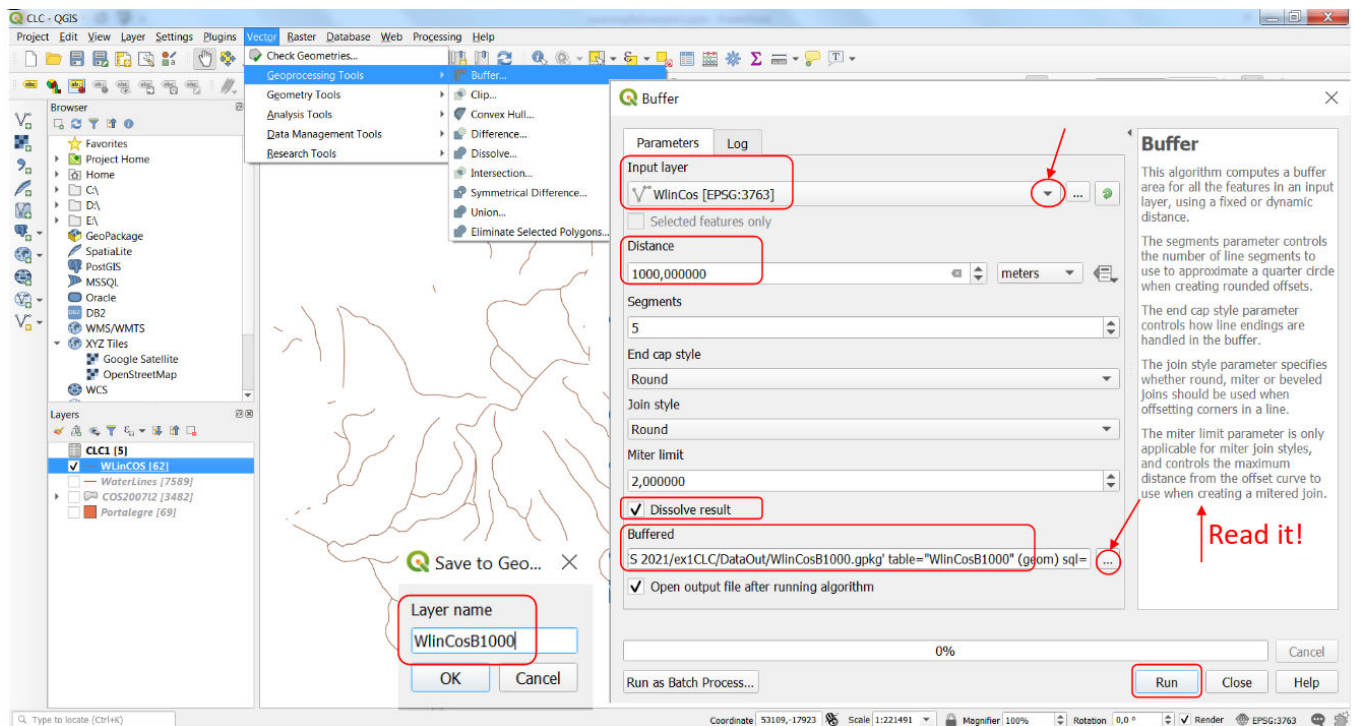 CLC - QGIS
Project Edit View Layer Settings Plugins Vector Raster Database Web Processing Help
Check Geometries...
Geoprocessing Tools
Geometry Tools
Analysis Tools
Data Management Tools
Research Tools
Buffer...
Clip...
Convex Hull...
Difference...
Dissolve...
Intersection...
Symmetrical Difference...
Union...
Eliminate Selected Polygons...
Browser
Favorites
Project Home
Home
C:\
D:\
E:\
GeoPackage
SpatiaLite
PostGIS
MSSQL
Oracle
DB2
WMS/WMTS
XYZ Tiles
Google Satellite
OpenStreetMap
WCS
Layers
CLC1 [5]
WLinCOS [62]
WaterLines [7589]
COS2007l2 [3482]
Portalegre [69]
Save to Geo...
Layer name
WlinCosB1000
OK Cancel
Buffer
Parameters Log
Input layer
WlinCos [EPSG:3763]
...
Selected features only
Distance
1000,000000
meters
Segments
5
End cap style
Round
Join style
Round
Miter limit
2,000000
Dissolve result
Buffered
S 2021/ex1CLC/DataOut/WlinCosB1000.gpkg' table="WlinCosB1000" (geom) sql=
...
Open output file after running algorithm
0%
Cancel
Run as Batch Process...
Run Close Help
Buffer
This algorithm computes a buffer
area for all the features in an input
layer, using a fixed or dynamic
distance.
The segments parameter controls
the number of line segments to
use to approximate a quarter circle
when creating rounded offsets.
The end cap style parameter
controls how line endings are
handled in the buffer.
The join style parameter specifies
whether round, miter or beveled
joins should be used when
offsetting corners in a line.
The miter limit parameter is only
applicable for miter join styles,
and controls the maximum
distance from the offset curve to
use when creating a mitered join.
Read it!
Type to locate (Ctrl+K)
Coordinate 53109,-17923 Scale 1:221491 Magnifier 100% Rotation 0,0 ° Render EPSG:3763